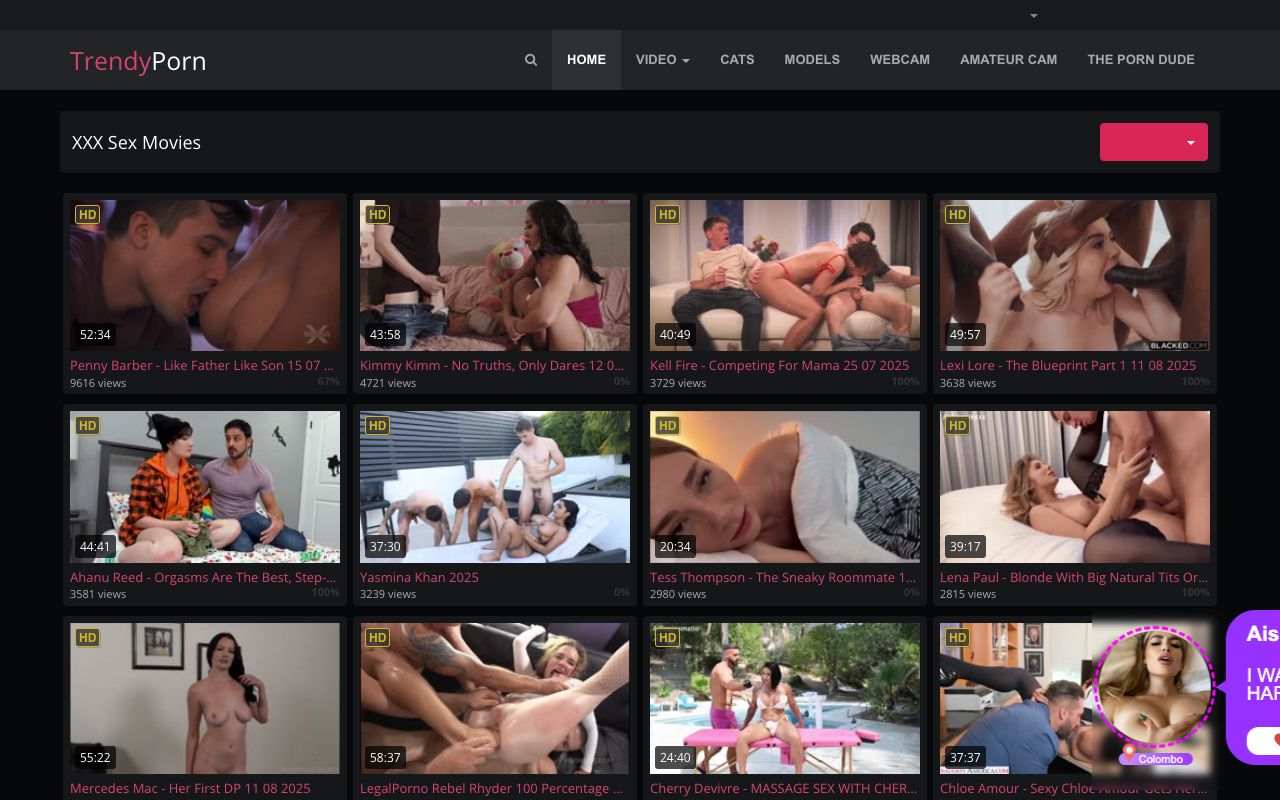 TrendyPorn
HOME
VIDEO
CATS
MODELS
WEBCAM
AMATEUR CAM
THE PORN DUDE
XXX Sex Movies
HD
52:34
Penny Barber - Like Father Like Son 15 07 ...
9616 views
67%
HD
43:58
Kimmy Kimm - No Truths, Only Dares 12 0...
4721 views
0%
HD
40:49
Kell Fire - Competing For Mama 25 07 2025
3729 views
100%
HD
49:57
BLACKED.COM
Lexi Lore - The Blueprint Part 1 11 08 2025
3638 views
100%
HD
44:41
Ahanu Reed - Orgasms Are The Best, Step-...
3581 views
100%
HD
37:30
Yasmina Khan 2025
3239 views
0%
HD
20:34
Tess Thompson - The Sneaky Roommate 1...
2980 views
0%
HD
39:17
Lena Paul - Blonde With Big Natural Tits Or...
2815 views
100%
HD
55:22
Mercedes Mac - Her First DP 11 08 2025
HD
58:37
LegalPorno Rebel Rhyder 100 Percentage ...
HD
24:40
Cherry Devivre - MASSAGE SEX WITH CHER...
HD
37:37
Chloe Amour - Sexy Chloe Amour Gets Her...
Ais
I WA
HAR
Colombo